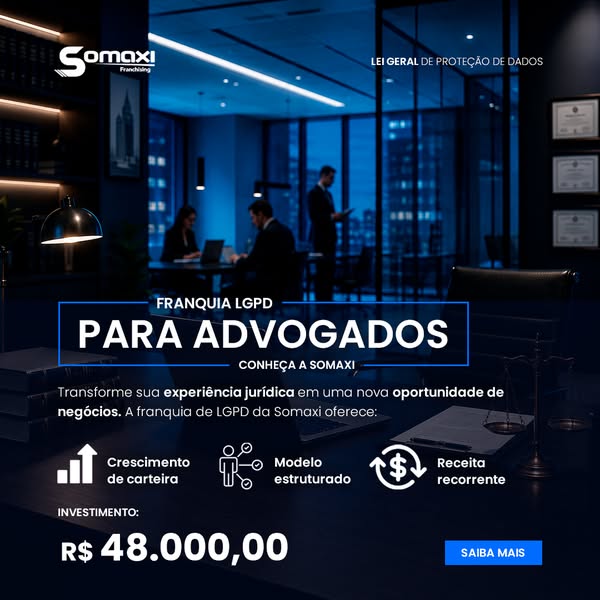 Somaxi
Franchising
LEI GERAL DE PROTEÇÃO DE DADOS
FRANQUIA LGPD
PARA ADVOGADOS
CONHEÇA A SOMAXI
Transforme sua experiência jurídica em uma nova oportunidade de
negócios. A franquia de LGPD da Somaxi oferece:
Crescimento
de carteira
Modelo
estruturado
Receita
recorrente
INVESTIMENTO:
R$ 48.000,00
SAIBA MAIS